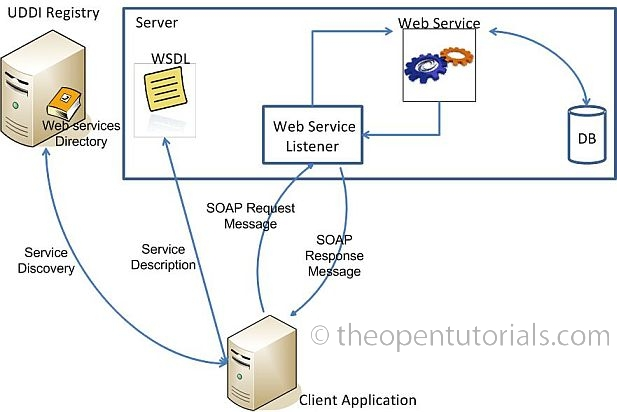 UDDI Registry
Server
Web Service
WSDL
Web services
Directory
Web Service
Listener
DB
SOAP Request
Message
SOAP
Response
Message
Service
Discovery
Service
Description
© theopentutorials.com
Client Application